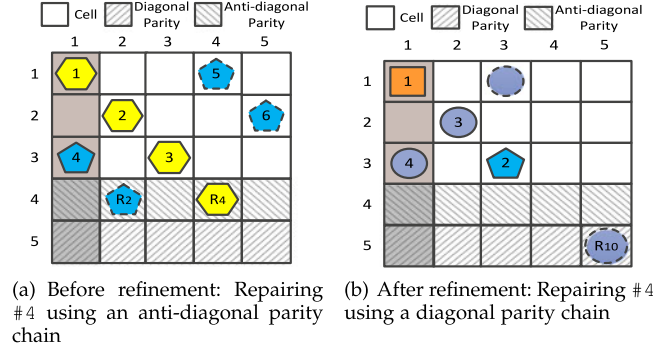 Cell Diagonal Parity Anti-diagonal Parity
1 2 3 4 5
1 1 5
2 2 6
3 4 3
4 R2 R4
5
(a) Before refinement: Repairing
#4 using an anti-diagonal parity
chain
Cell Diagonal Parity Anti-diagonal Parity
1 2 3 4 5
1 1
2 3
3 4 2
4
5 R10
(b) After refinement: Repairing #4
using a diagonal parity chain